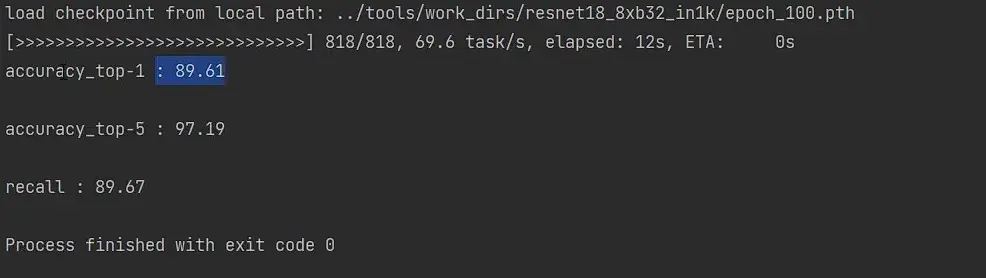 load checkpoint from local path: ../tools/work_dirs/resnet18_8xb32_in1k/epoch_100.pth
[>>>>>>>>>>>>>>>>>>>>>>>>>>>>>>] 818/818, 69.6 task/s, elapsed: 12s, ETA:     0s
accuracy_top-1 : 89.61
accuracy_top-5 : 97.19
recall : 89.67
Process finished with exit code 0